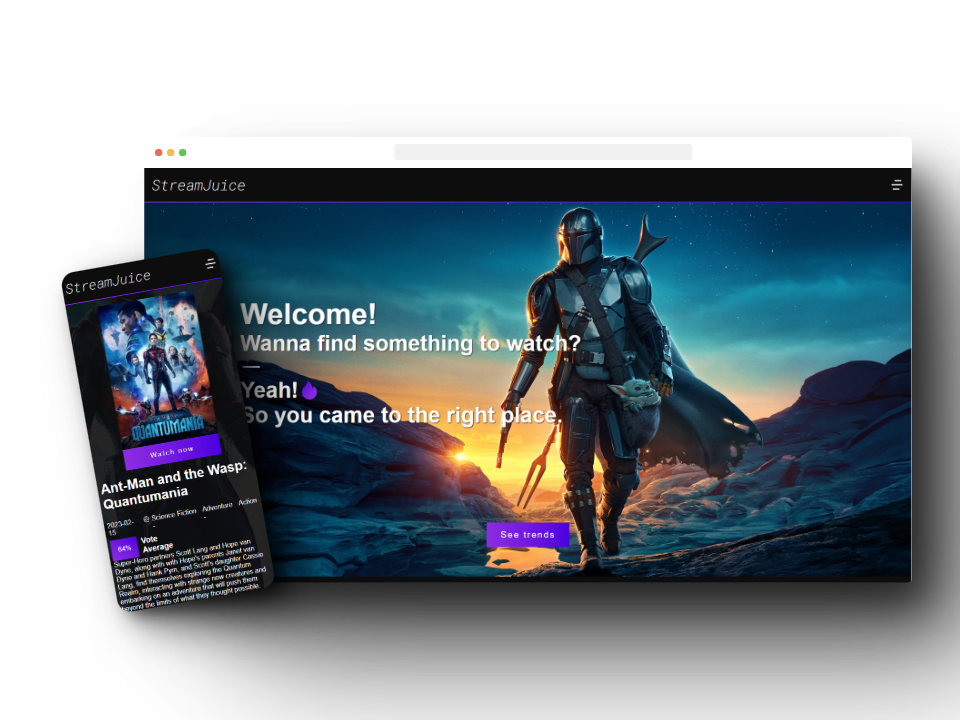 StreamJuice
Welcome!
Wanna find something to watch?
Yeah!
So you came to the right place.
See trends
StreamJuice
QUANTUMANIA
Watch now
Ant-Man and the Wasp:
Quantumania
2023-02-
15
@ Science Fiction
-
Adventure
-
Action
64%
Vote
Average
Super-Hero partners Scott Lang and Hope van
Dyne, along with with Hope's parents Janet van
Dyne and Hank Pym, and Scott's daughter Cassie
Lang, find themselves exploring the Quantum
Realm, interacting with strange new creatures and
embarking on an adventure that will push them
beyond the limits of what they thought possible.